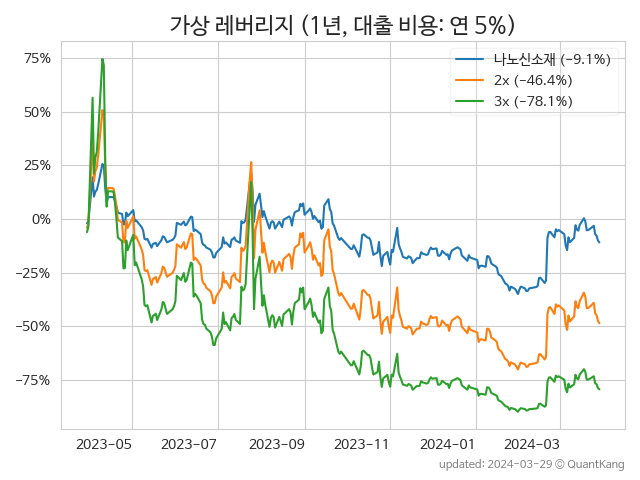 가상 레버리지 (1년, 대출 비용: 연 5%)
나노신소재 (−9.1%)
2x (−46.4%)
3x (−78.1%)
75%
50%
25%
0%
−25%
−50%
−75%
2023-05 2023-07 2023-09 2023-11 2024-01 2024-03
updated: 2024-03-29 © QuantKang